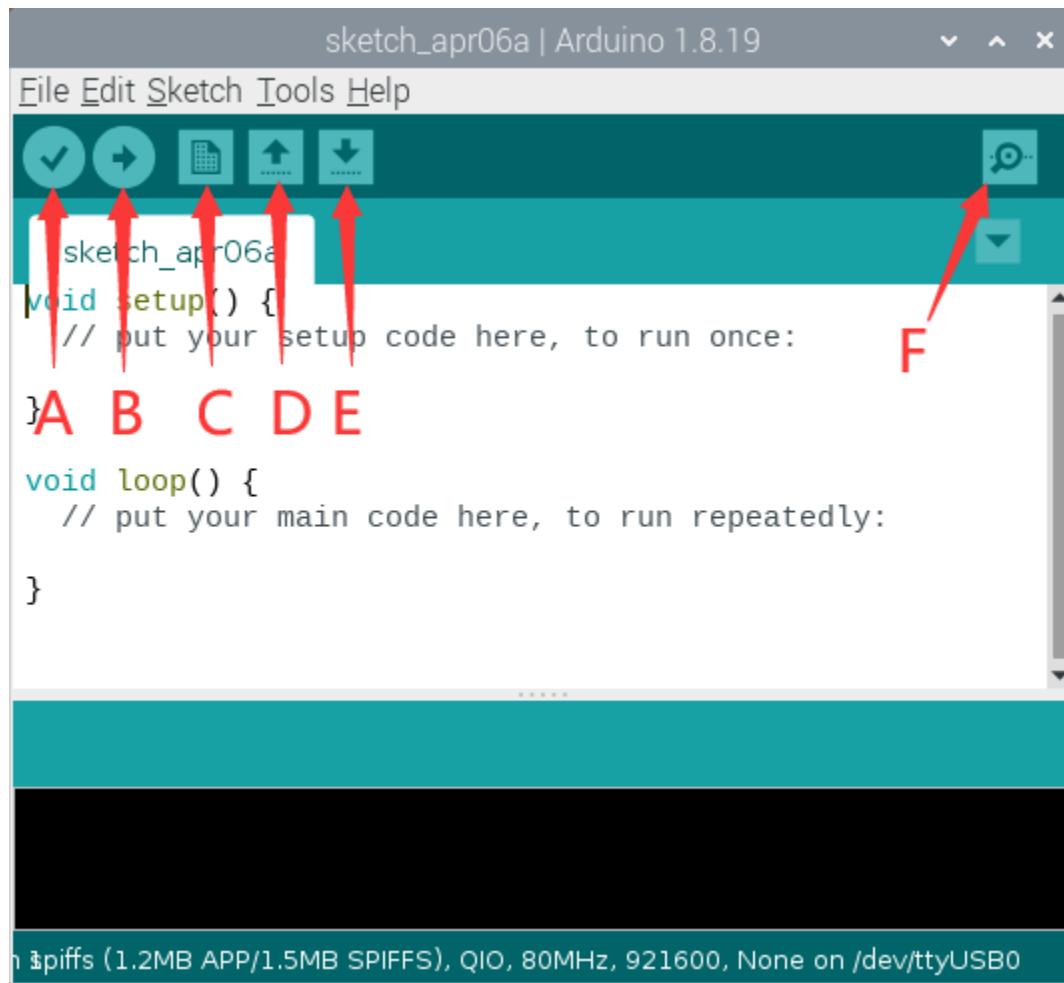 sketch_apr06a | Arduino 1.8.19
File Edit Sketch Tools Help
sketch_apr06a
void setup() {
// put your setup code here, to run once:
}
A B C D E
F
void loop() {
// put your main code here, to run repeatedly:
}
spiffs (1.2MB APP/1.5MB SPIFFS), QIO, 80MHz, 921600, None on /dev/ttyUSB0